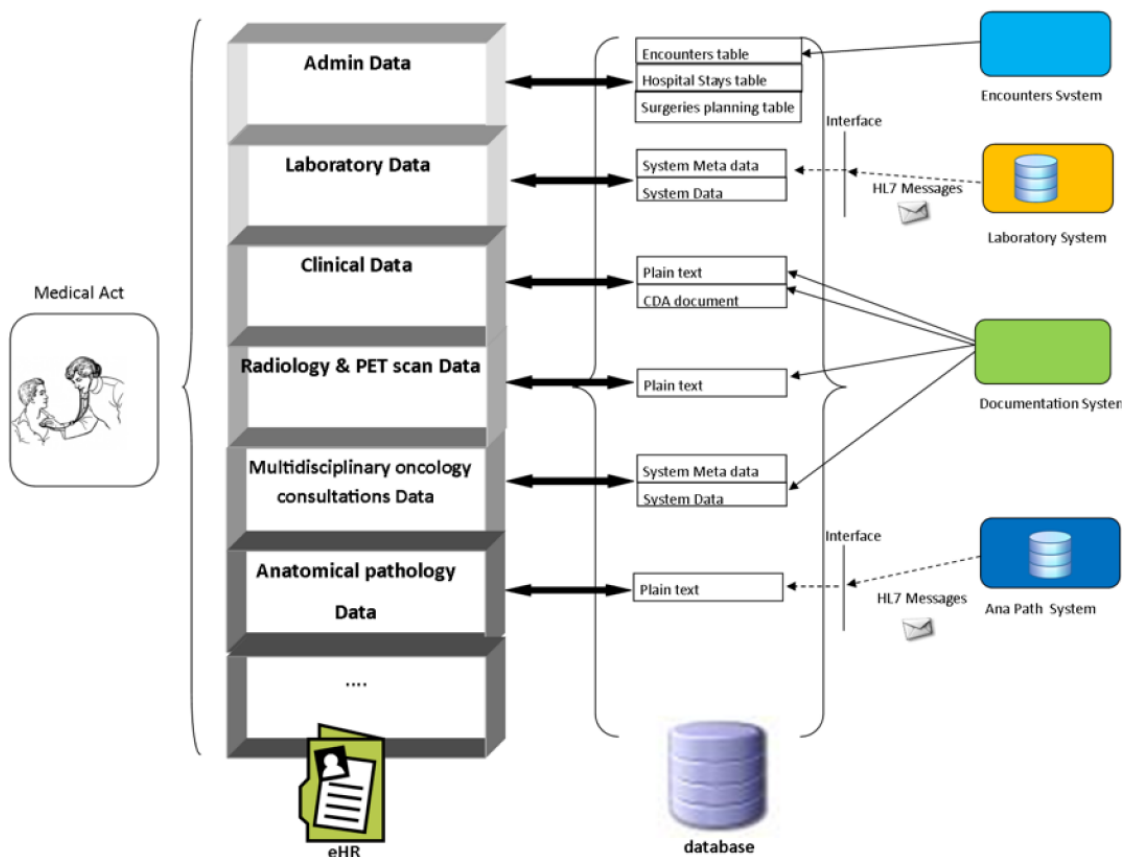 Medical Act
Admin Data
Laboratory Data
Clinical Data
Radiology & PET scan Data
Multidisciplinary oncology
consultations Data
Anatomical pathology
Data
....
eHR
Encounters table
Hospital Stays table
Surgeries planning table
System Meta data
System Data
Plain text
CDA document
Plain text
System Meta data
System Data
Plain text
database
Encounters System
Interface
HL7 Messages
Laboratory System
Documentation System
Interface
HL7 Messages
Ana Path System